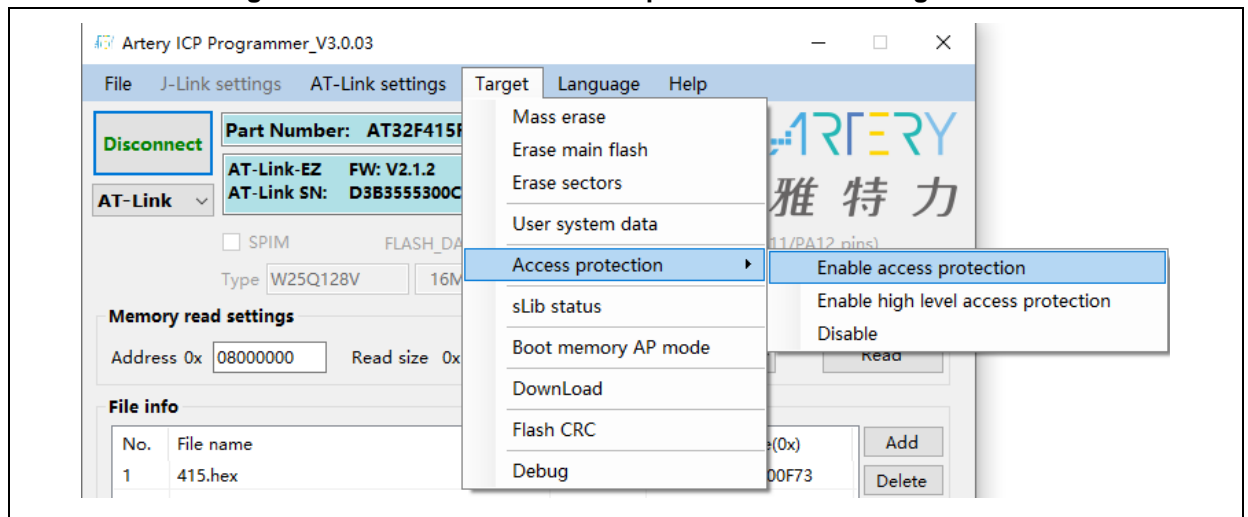 Artery ICP Programmer_V3.0.03
File J-Link settings AT-Link settings Target Language Help
Disconnect
Part Number: AT32F415
AT-Link-EZ FW: V2.1.2
AT-Link SN: D3B3555300C
AT-Link
ARTERY
雅特力
Mass erase
Erase main flash
Erase sectors
User system data
Access protection
sLib status
Boot memory AP mode
DownLoad
Flash CRC
Debug
Enable access protection
Enable high level access protection
Disable
SPIM FLASH_DA 11/PA12 pins)
Type W25Q128V 16M
Memory read settings
Address 0x 08000000 Read size 0x Read
File info
No. File name (0x) Add
1 415.hex 00F73 Delete